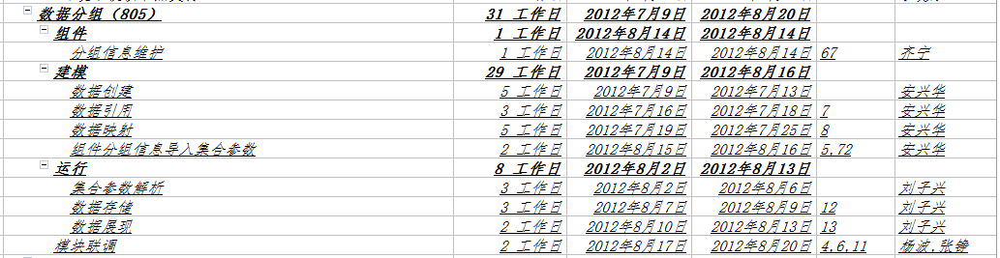 数据分组（805） 31 工作日 2012年7月9日 2012年8月20日
组件 1 工作日 2012年8月14日 2012年8月14日
分组信息维护 1 工作日 2012年8月14日 2012年8月14日 67 齐宁
建模 29 工作日 2012年7月9日 2012年8月16日
数据创建 5 工作日 2012年7月9日 2012年7月13日 安兴华
数据引用 3 工作日 2012年7月16日 2012年7月18日 7 安兴华
数据映射 5 工作日 2012年7月19日 2012年7月25日 8 安兴华
组件分组信息导入集合参数 2 工作日 2012年8月15日 2012年8月16日 5,72 安兴华
运行 8 工作日 2012年8月2日 2012年8月13日
集合参数解析 3 工作日 2012年8月2日 2012年8月6日 刘子兴
数据存储 3 工作日 2012年8月7日 2012年8月9日 12 刘子兴
数据展现 2 工作日 2012年8月10日 2012年8月13日 13 刘子兴
模块联调 2 工作日 2012年8月17日 2012年8月20日 4,6,11 杨波,张铮